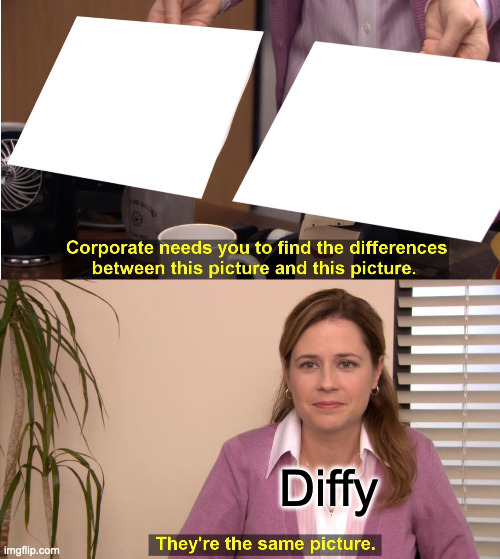 Corporate needs you to find the differences
between this picture and this picture.
Diffy
They're the same picture.
imgflip.com